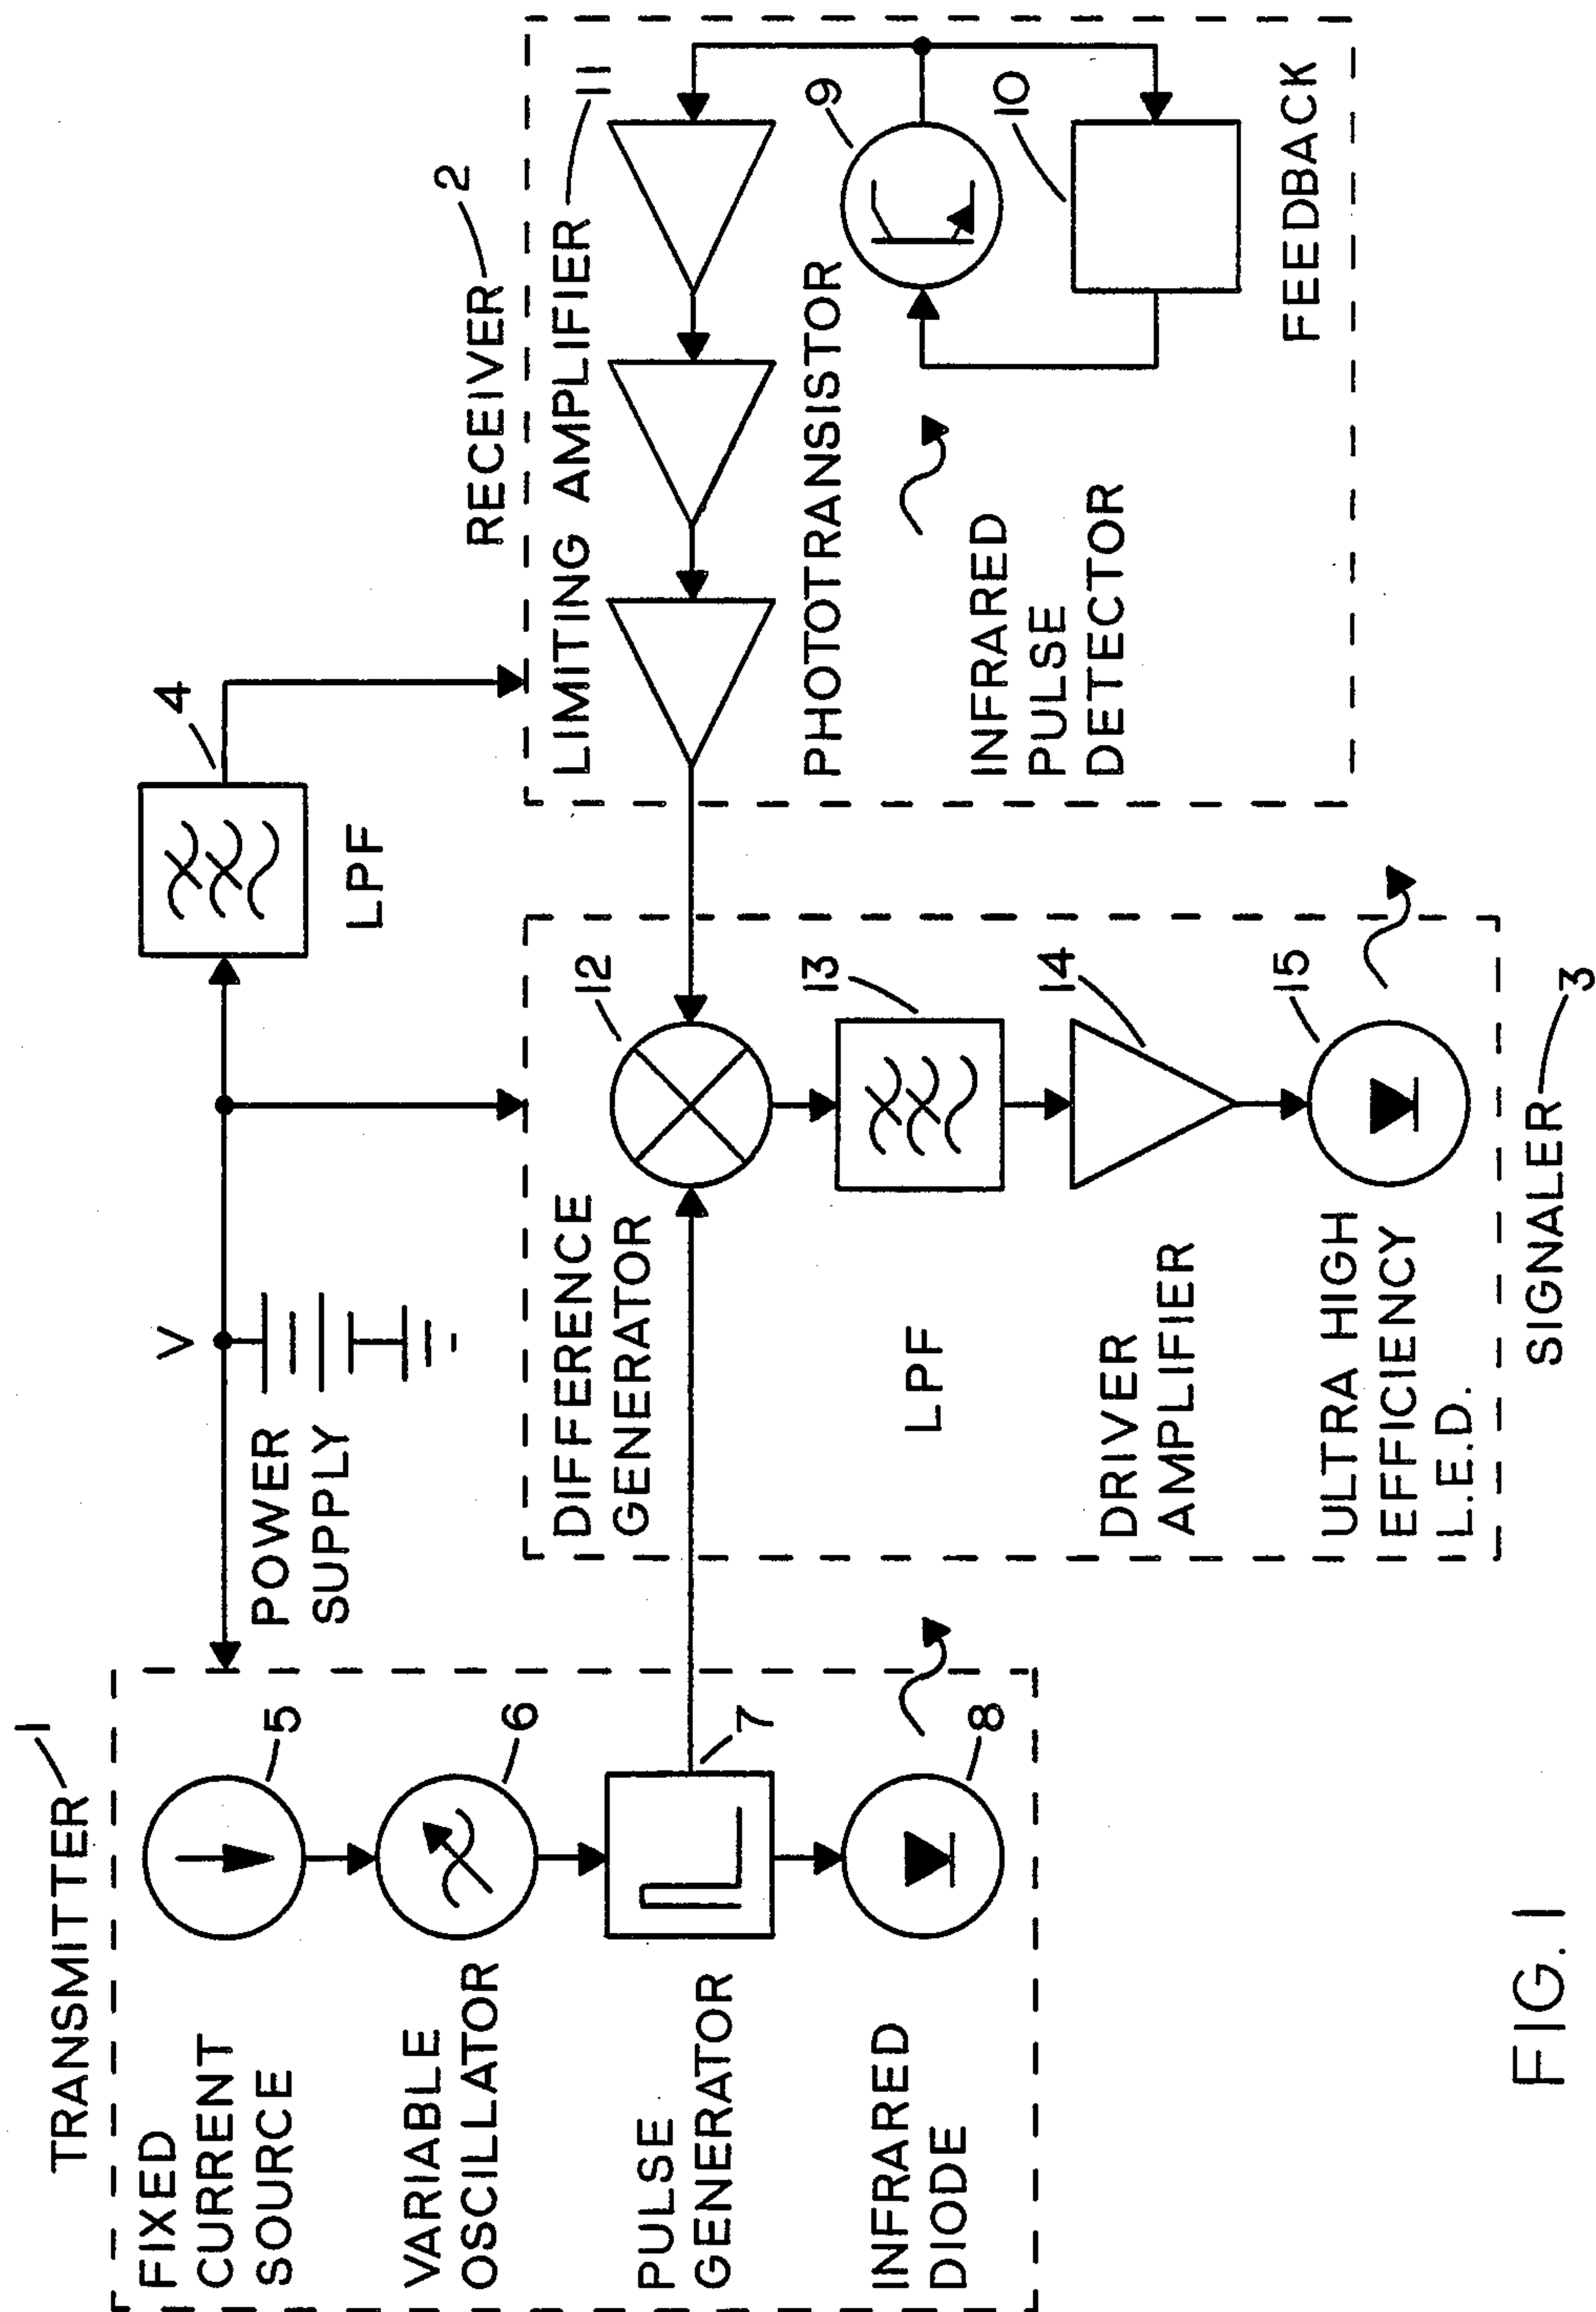 TRANSMITTER
1
FIXED
CURRENT
SOURCE
5
VARIABLE
OSCILLATOR
6
PULSE
GENERATOR
7
INFRARED
DIODE
8
V
POWER
SUPPLY
4
LPF
DIFFERENCE
GENERATOR
12
LPF
13
DRIVER
AMPLIFIER
14
ULTRA HIGH
EFFICIENCY
L.E.D.
15
SIGNALER
3
RECEIVER
2
LIMITING AMPLIFIER
11
PHOTOTRANSISTOR
9
INFRARED
PULSE
DETECTOR
10
FEEDBACK
FIG. 1